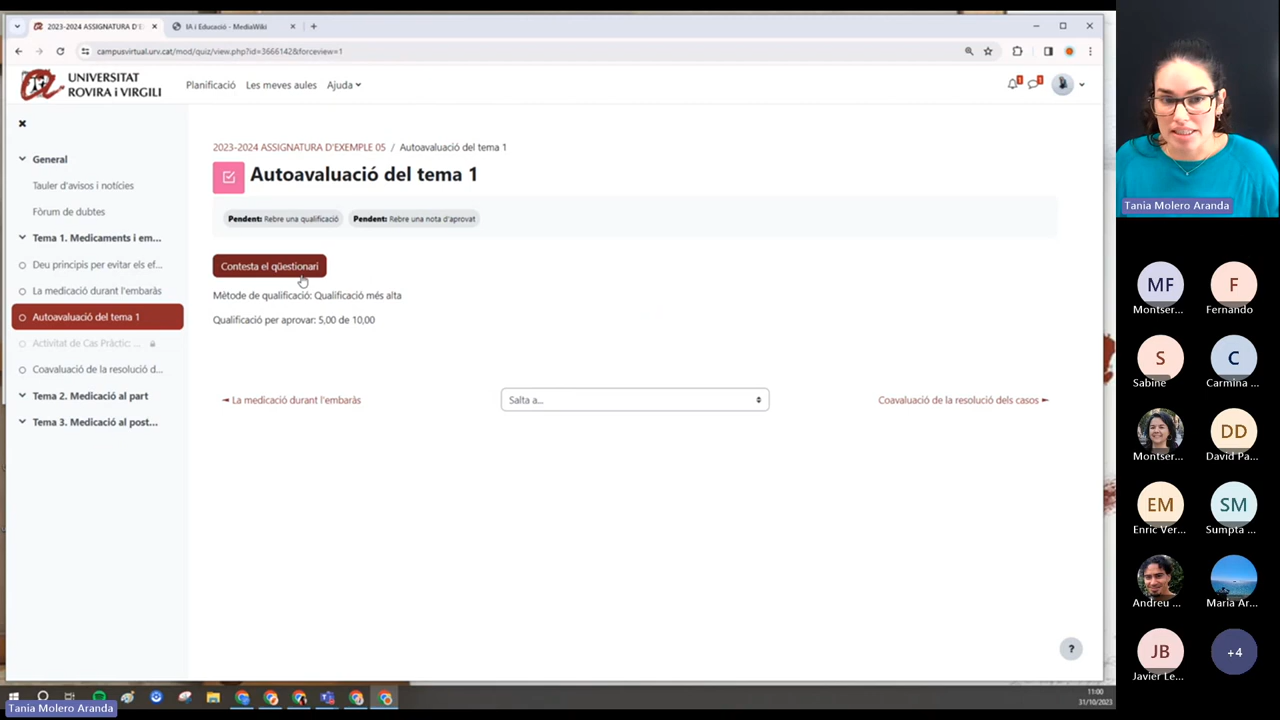 2023-2024 ASSIGNATURA D'E
IA i Educació - MediaWiki
campusvirtual.urv.cat/mod/quiz/view.php?id=3666142&forceview=1
UNIVERSITAT
ROVIRA i VIRGILI
Planificació
Les meves aules
Ajuda
General
Tauler d'avisos i notícies
Fòrum de dubtes
Tema 1. Medicaments i em...
Deu principis per evitar els ef...
La medicació durant l'embaràs
Autoavaluació del tema 1
Activitat de Cas Pràctic: ...
Coavaluació de la resolució d...
Tema 2. Medicació al part
Tema 3. Medicació al post...
2023-2024 ASSIGNATURA D'EXEMPLE 05 / Autoavaluació del tema 1
Autoavaluació del tema 1
Pendent: Rebre una qualificació
Pendent: Rebre una nota d'aprovat
Contesta el qüestionari
Mètode de qualificació: Qualificació més alta
Qualificació per aprovar: 5,00 de 10,00
◄ La medicació durant l'embaràs
Salta a...
Coavaluació de la resolució dels casos ►
?
11:00
31/10/2023
Tania Molero Aranda
Tania Molero Aranda
MF
Montser...
F
Fernando
S
Sabine
C
Carmina ...
Montser...
DD
David Pa...
EM
Enric Ver...
SM
Sumpta ...
Andreu ...
Maria Ar...
JB
Javier Le...
+4